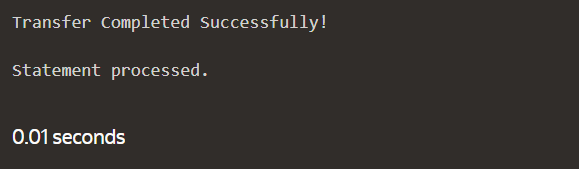 Transfer Completed Successfully!
Statement processed.
0.01 seconds